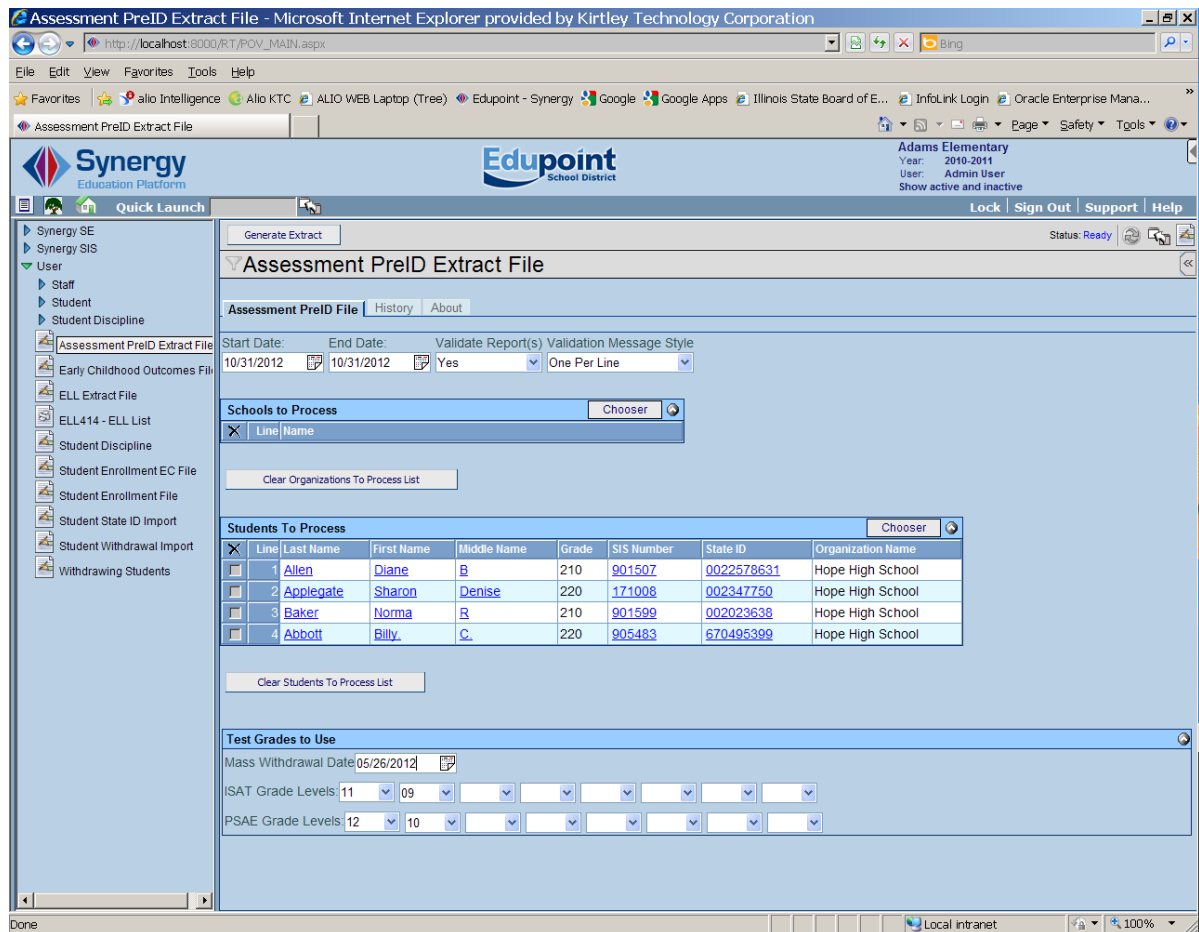 Assessment PreID Extract File - Microsoft Internet Explorer provided by Kirtley Technology Corporation
http://localhost:8000/RT/POV_MAIN.aspx
Bing
File Edit View Favorites Tools Help
Favorites alio Intelligence Alio KTC ALIO WEB Laptop (Tree) Edupoint - Synergy Google Google Apps Illinois State Board of E... InfoLink Login Oracle Enterprise Mana... »
Assessment PreID Extract File
Page Safety Tools
Synergy
Education Platform
Edupoint
School District
Adams Elementary
Year: 2010-2011
User: Admin User
Show active and inactive
Quick Launch
Lock | Sign Out | Support | Help
Synergy SE
Synergy SIS
User
Staff
Student
Student Discipline
Assessment PreID Extract File
Early Childhood Outcomes Fil
ELL Extract File
ELL414 - ELL List
Student Discipline
Student Enrollment EC File
Student Enrollment File
Student State ID Import
Student Withdrawal Import
Withdrawing Students
Generate Extract
Status: Ready
Assessment PreID Extract File
Assessment PreID File History About
Start Date: End Date: Validate Report(s) Validation Message Style
10/31/2012 10/31/2012 Yes One Per Line
Schools to Process Chooser
X Line Name
Clear Organizations To Process List
Students To Process Chooser
X Line Last Name First Name Middle Name Grade SIS Number State ID Organization Name
1 Allen Diane B 210 901507 0022578631 Hope High School
2 Applegate Sharon Denise 220 171008 002347750 Hope High School
3 Baker Norma R 210 901599 002023638 Hope High School
4 Abbott Billy. C. 220 905483 670495399 Hope High School
Clear Students To Process List
Test Grades to Use
Mass Withdrawal Date 05/26/2012
ISAT Grade Levels: 11 09
PSAE Grade Levels: 12 10
Done
Local intranet
100%